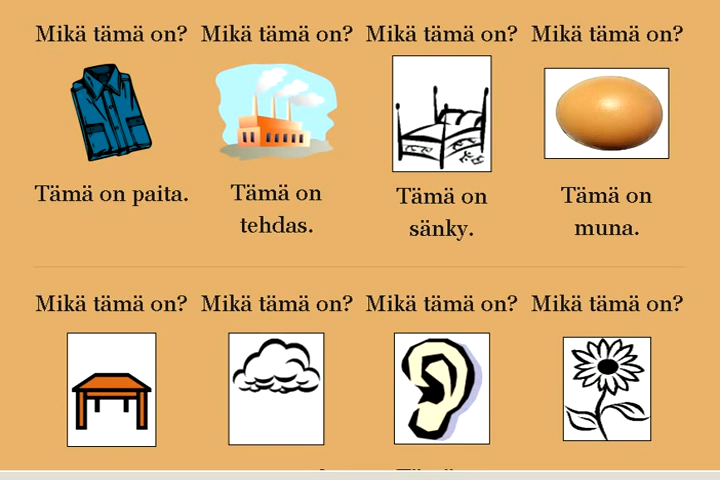 Mikä tämä on? Mikä tämä on? Mikä tämä on? Mikä tämä on?
Tämä on paita.
Tämä on
tehdas.
Tämä on
sänky.
Tämä on
muna.
Mikä tämä on? Mikä tämä on? Mikä tämä on? Mikä tämä on?